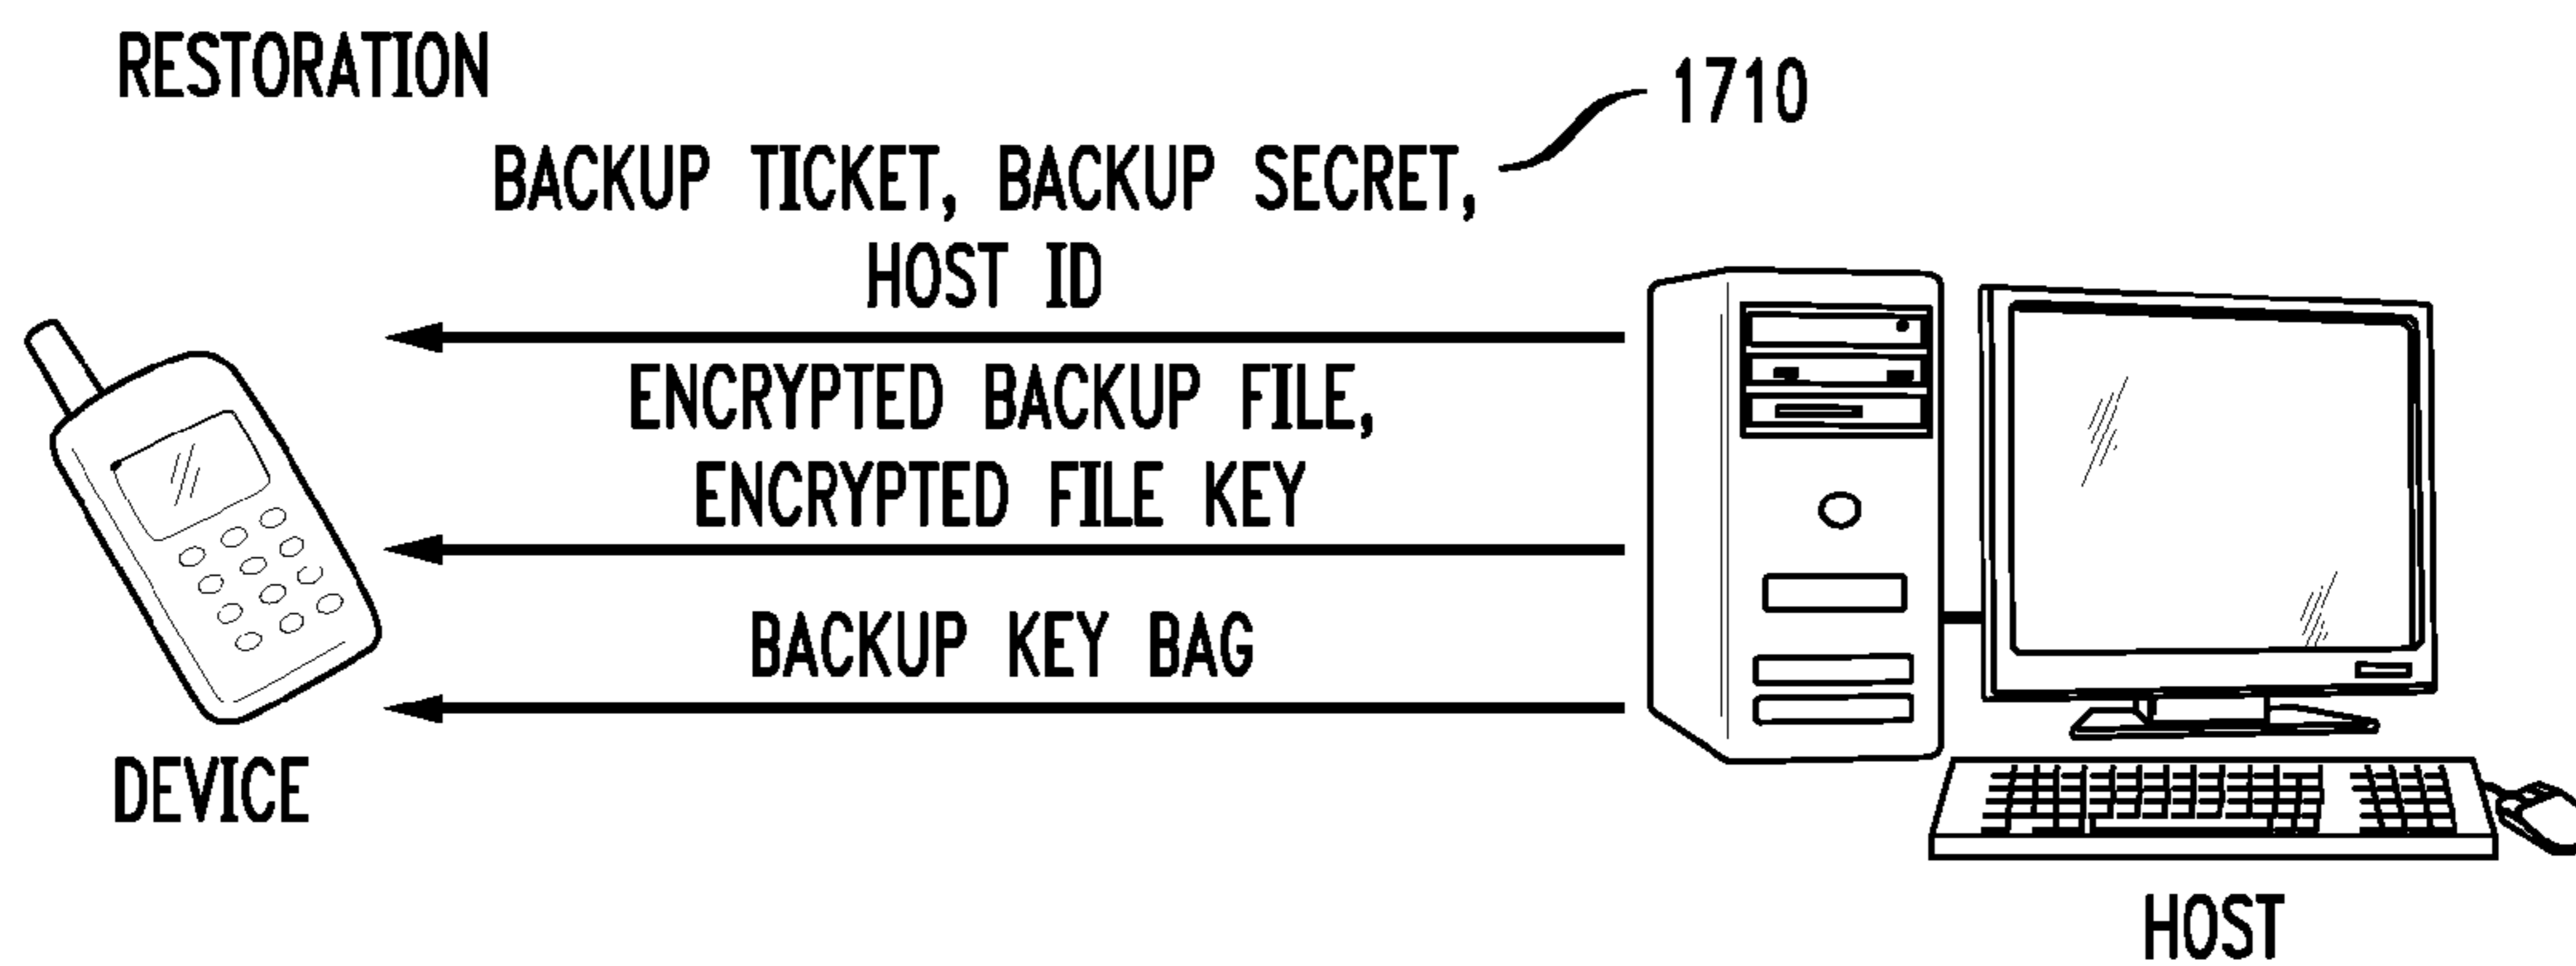 RESTORATION
1710
BACKUP TICKET, BACKUP SECRET,
HOST ID
ENCRYPTED BACKUP FILE,
ENCRYPTED FILE KEY
BACKUP KEY BAG
DEVICE
HOST